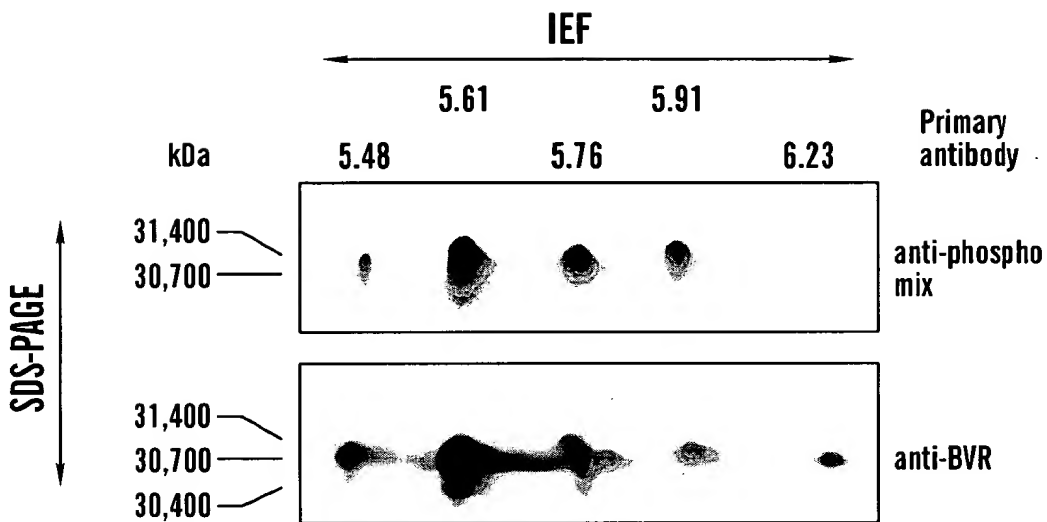 IEF
5.61 5.91
kDa 5.48 5.76 6.23
Primary
antibody
SDS-PAGE
31,400
30,700
anti-phospho
mix
31,400
30,700
30,400
anti-BVR